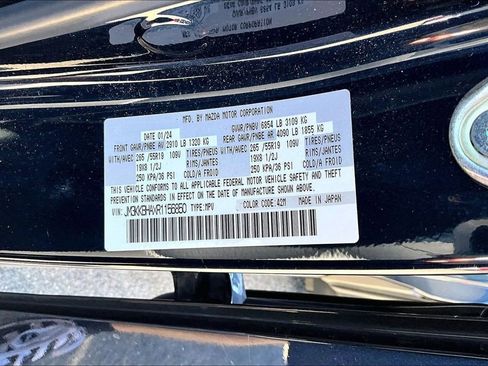 MFD. BY MAZDA MOTOR CORPORATION
DATE 01/24 GVWR/PNBV 6854 LB 3109 KG
FRONT GAWR/PNBE AV 2910 LB 1320 KG REAR GAWR/PNBE AR 4090 LB 1855 KG
WITH/AVEC 265 /55R19 109V TIRES/PNEUS WITH/AVEC 265 /55R19 109V TIRES/PNEUS
19X8 1/2J RIMS/JANTES 19X8 1/2J RIMS/JANTES
250 KPA/36 PSI COLD/A FROID 250 KPA/36 PSI COLD/A FROID
THIS VEHICLE CONFORMS TO ALL APPLICABLE FEDERAL MOTOR VEHICLE SAFETY AND THEFT
PREVENTION STANDARDS IN EFFECT ON THE DATE OF MANUFACTURE SHOWN ABOVE.
VIN: TYPE:MPV COLOR: 42M MADE IN JAPAN